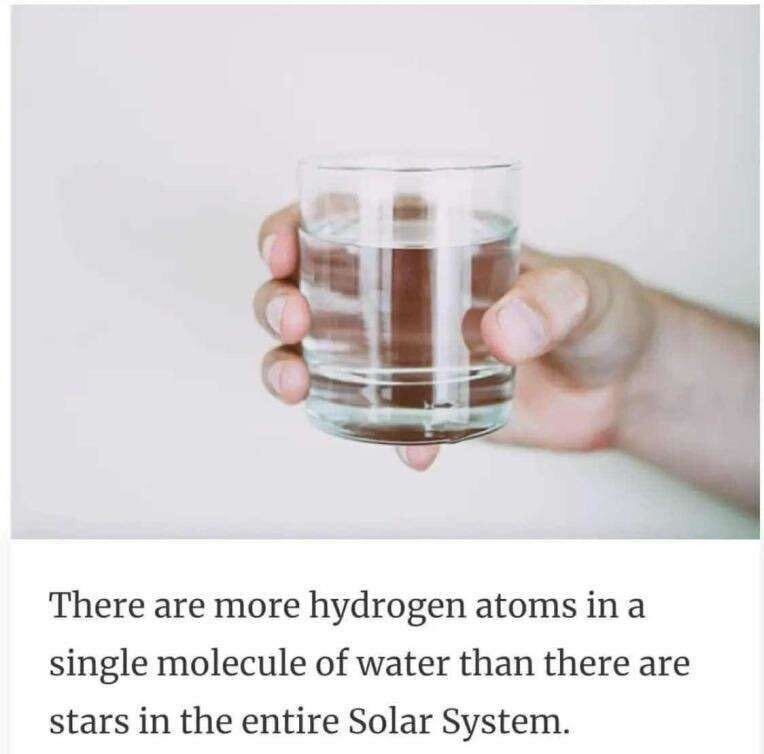 There are more hydrogen atoms in a
single molecule of water than there are
stars in the entire Solar System.